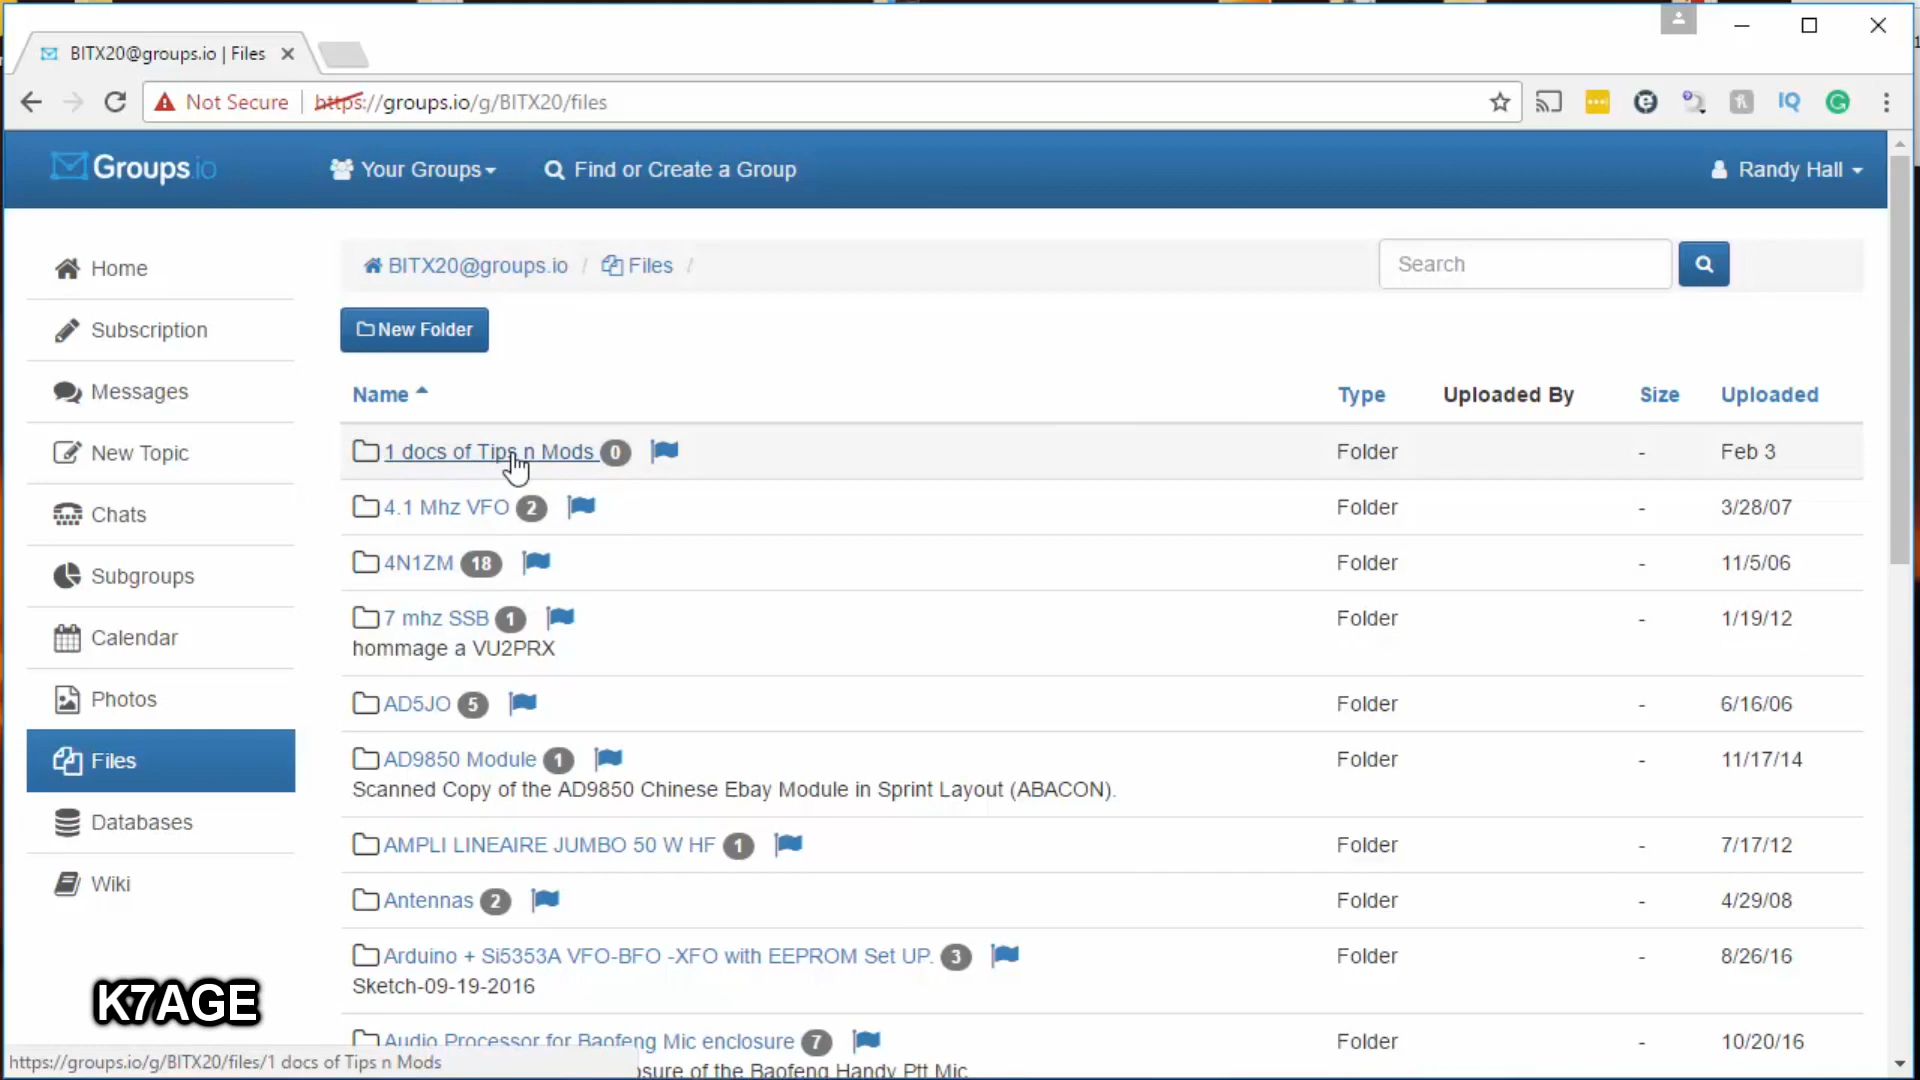 BITX20@groups.io | Files
Not Secure https://groups.io/g/BITX20/files
IQ
Groups.io Your Groups Find or Create a Group Randy Hall
Home
Subscription
Messages
New Topic
Chats
Subgroups
Calendar
Photos
Files
Databases
Wiki
BITX20@groups.io / Files / Search
New Folder
Name Type Uploaded By Size Uploaded
1 docs of Tips n Mods 0 Folder - Feb 3
4.1 Mhz VFO 2 Folder - 3/28/07
4N1ZM 18 Folder - 11/5/06
7 mhz SSB 1 Folder - 1/19/12
hommage a VU2PRX
AD5JO 5 Folder - 6/16/06
AD9850 Module 1 Folder - 11/17/14
Scanned Copy of the AD9850 Chinese Ebay Module in Sprint Layout (ABACON).
AMPLI LINEAIRE JUMBO 50 W HF 1 Folder - 7/17/12
Antennas 2 Folder - 4/29/08
Arduino + Si5353A VFO-BFO -XFO with EEPROM Set UP. 3 Folder - 8/26/16
Sketch-09-19-2016
Audio Processor for Baofeng Mic enclosure 7 Folder - 10/20/16
of the Baofeng Handy Ptt Mic
K7AGE
https://groups.io/g/BITX20/files/1 docs of Tips n Mods